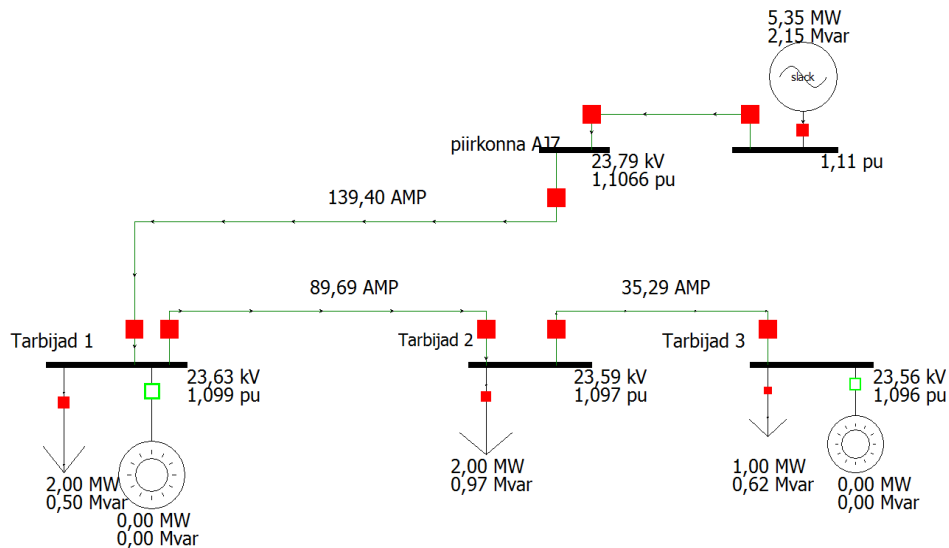 5,35 MW
2,15 Mvar
slack
piirkonna AJ7
23,79 kV
1,1066 pu
1,11 pu
139,40 AMP
89,69 AMP
35,29 AMP
Tarbijad 1
Tarbijad 2
Tarbijad 3
23,63 kV
1,099 pu
23,59 kV
1,097 pu
23,56 kV
1,096 pu
2,00 MW
0,50 Mvar
0,00 MW
0,00 Mvar
2,00 MW
0,97 Mvar
1,00 MW
0,62 Mvar
0,00 MW
0,00 Mvar